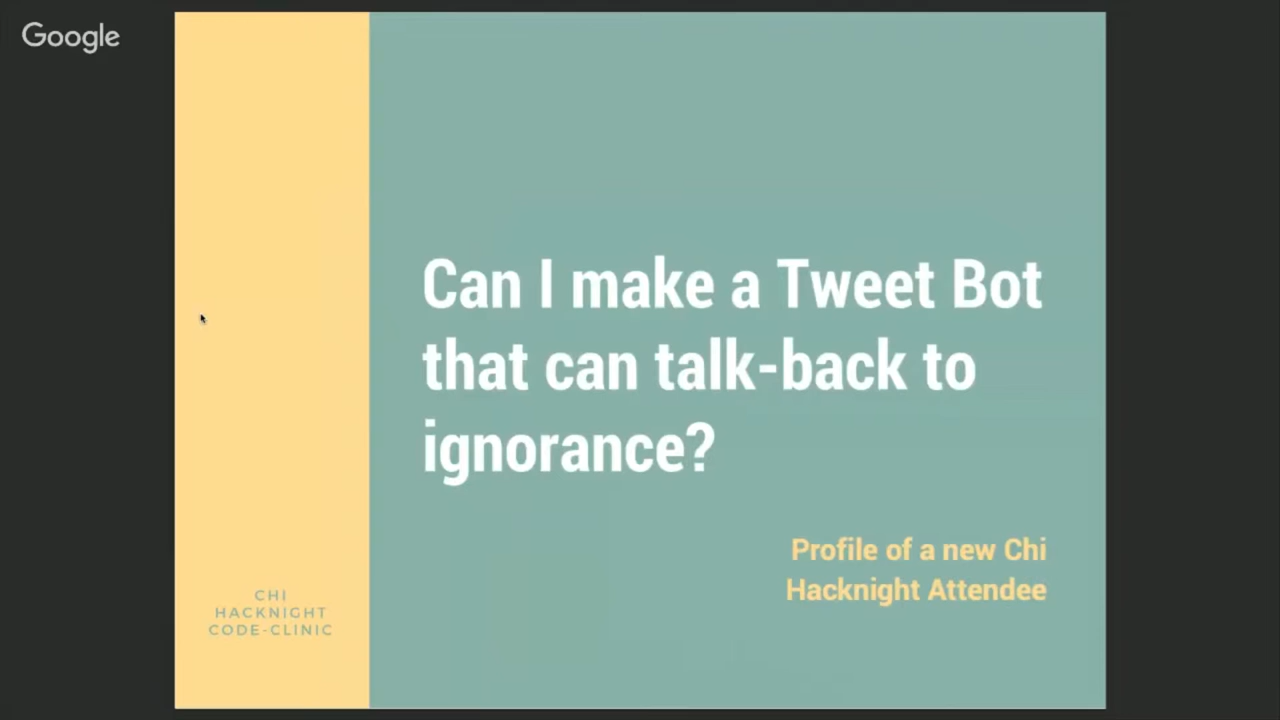 Google
Can I make a Tweet Bot
that can talk-back to
ignorance?
Profile of a new Chi
Hacknight Attendee
CHI
HACKNIGHT
CODE-CLINIC